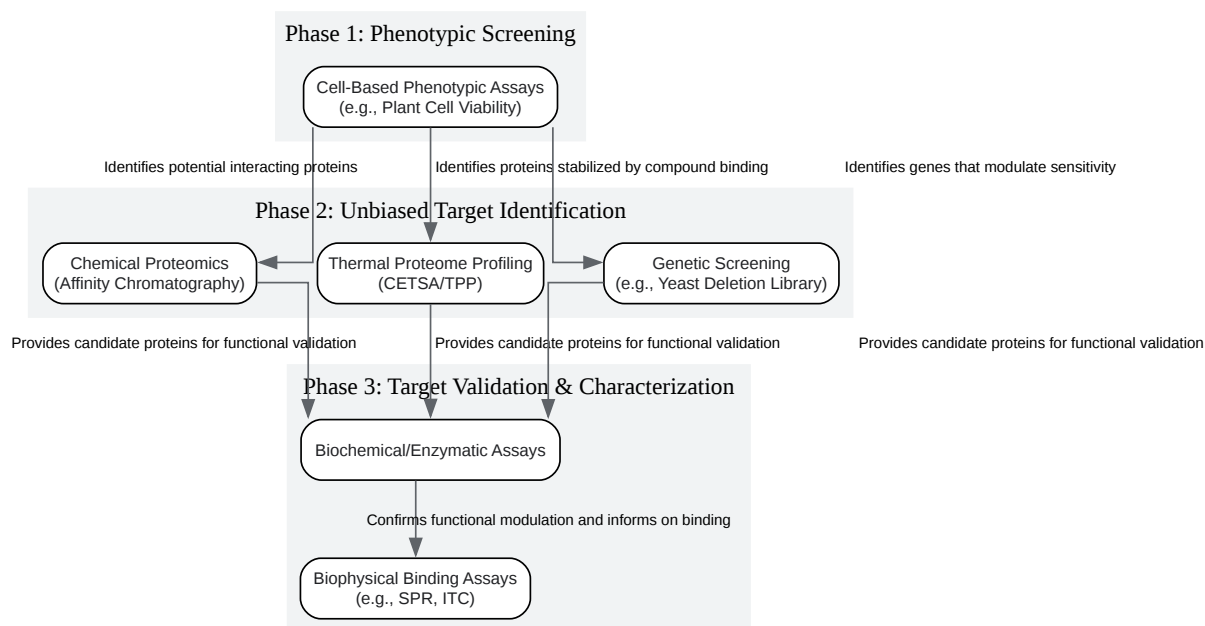 Phase 1: Phenotypic Screening
Cell-Based Phenotypic Assays
(e.g., Plant Cell Viability)
Identifies potential interacting proteins
Identifies proteins stabilized by compound binding
Identifies genes that modulate sensitivity
Phase 2: Unbiased Target Identification
Chemical Proteomics
(Affinity Chromatography)
Thermal Proteome Profiling
(CETSA/TPP)
Genetic Screening
(e.g., Yeast Deletion Library)
Provides candidate proteins for functional validation
Provides candidate proteins for functional validation
Provides candidate proteins for functional validation
Phase 3: Target Validation & Characterization
Biochemical/Enzymatic Assays
Confirms functional modulation and informs on binding
Biophysical Binding Assays
(e.g., SPR, ITC)